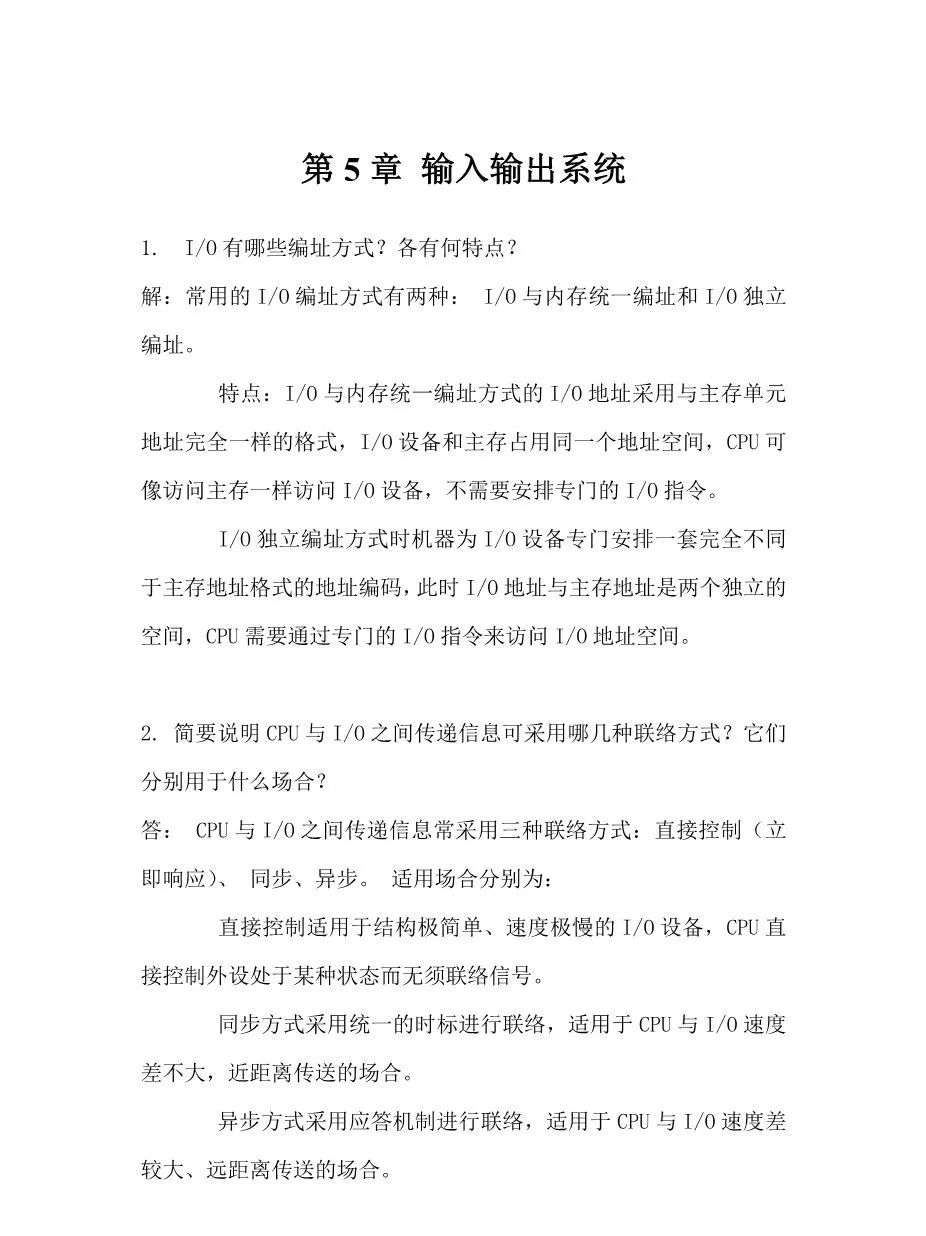 第 5 章 输入输出系统
1. I/O 有哪些编址方式？各有何特点？
解：常用的 I/O 编址方式有两种： I/O 与内存统一编址和 I/O 独立
编址。
特点：I/O 与内存统一编址方式的 I/O 地址采用与主存单元
地址完全一样的格式，I/O 设备和主存占用同一个地址空间，CPU 可
像访问主存一样访问 I/O 设备，不需要安排专门的 I/O 指令。
I/O 独立编址方式时机器为 I/O 设备专门安排一套完全不同
于主存地址格式的地址编码，此时 I/O 地址与主存地址是两个独立的
空间，CPU 需要通过专门的 I/O 指令来访问 I/O 地址空间。
2. 简要说明 CPU 与 I/O 之间传递信息可采用哪几种联络方式？它们
分别用于什么场合？
答： CPU 与 I/O 之间传递信息常采用三种联络方式：直接控制（立
即响应）、 同步、异步。 适用场合分别为：
直接控制适用于结构极简单、速度极慢的 I/O 设备，CPU 直
接控制外设处于某种状态而无须联络信号。
同步方式采用统一的时标进行联络，适用于 CPU 与 I/O 速度
差不大，近距离传送的场合。
异步方式采用应答机制进行联络，适用于 CPU 与 I/O 速度差
较大、远距离传送的场合。